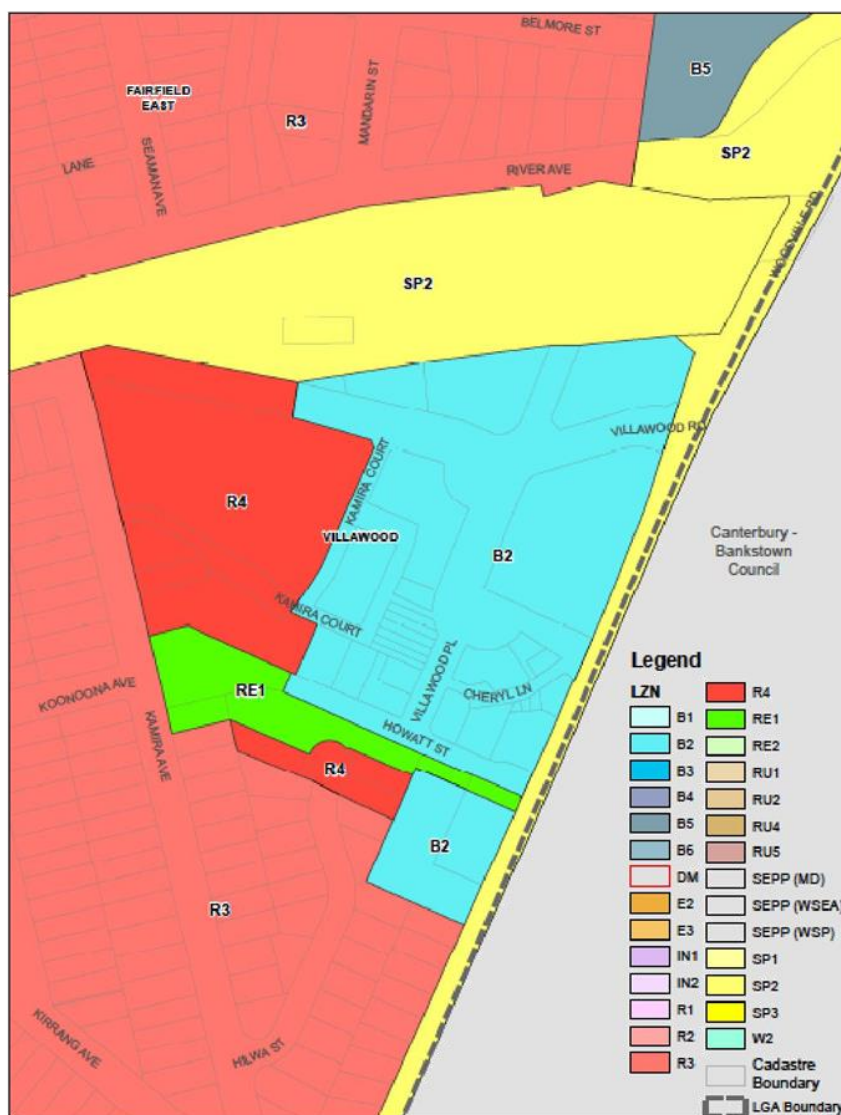 BELMORE ST
B5
FAIRFIELD
EAST
MANDARIN ST
R3
SEAMAN AVE
LANE
RIVER AVE
SP2
WOODVILLE RD
SP2
VILLAWOOD RD
KAMIRA COURT
R4
VILLAWOOD
B2
Canterbury -
Bankstown
Council
KAMIRA COURT
VILLAWOOD PL
CHERYL LN
RE1
KOONOONA AVE
HOWATT ST
KAMIRA AVE
R4
B2
R3
KIRRANG AVE
HILWA ST
Legend
LZN
B1
B2
B3
B4
B5
B6
DM
E2
E3
IN1
IN2
R1
R2
R3
R4
RE1
RE2
RU1
RU2
RU4
RU5
SEPP (MD)
SEPP (WSEA)
SEPP (WSP)
SP1
SP2
SP3
W2
Cadastre
Boundary
LGA Boundary